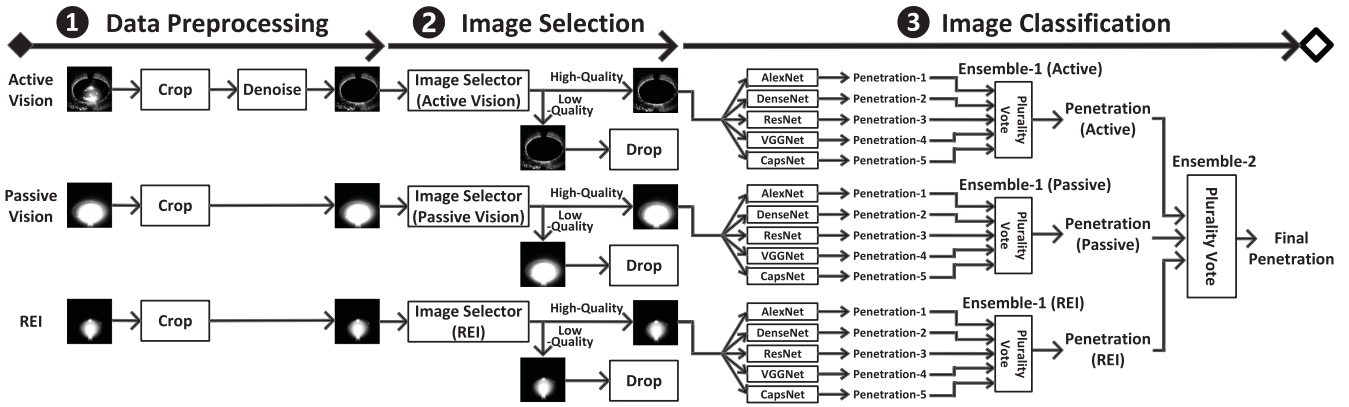 1 Data Preprocessing
2 Image Selection
3 Image Classification
Active
Vision
Crop
Denoise
Image Selector
(Active Vision)
High-Quality
Low
-Quality
Drop
AlexNet
DenseNet
ResNet
VGGNet
CapsNet
Penetration-1
Penetration-2
Penetration-3
Penetration-4
Penetration-5
Ensemble-1 (Active)
Plurality
Vote
Penetration
(Active)
Passive
Vision
Crop
Image Selector
(Passive Vision)
High-Quality
Low
-Quality
Drop
AlexNet
DenseNet
ResNet
VGGNet
CapsNet
Penetration-1
Penetration-2
Penetration-3
Penetration-4
Penetration-5
Ensemble-1 (Passive)
Plurality
Vote
Penetration
(Passive)
REI
Crop
Image Selector
(REI)
High-Quality
Low
-Quality
Drop
AlexNet
DenseNet
ResNet
VGGNet
CapsNet
Penetration-1
Penetration-2
Penetration-3
Penetration-4
Penetration-5
Ensemble-1 (REI)
Plurality
Vote
Penetration
(REI)
Ensemble-2
Plurality Vote
Final
Penetration